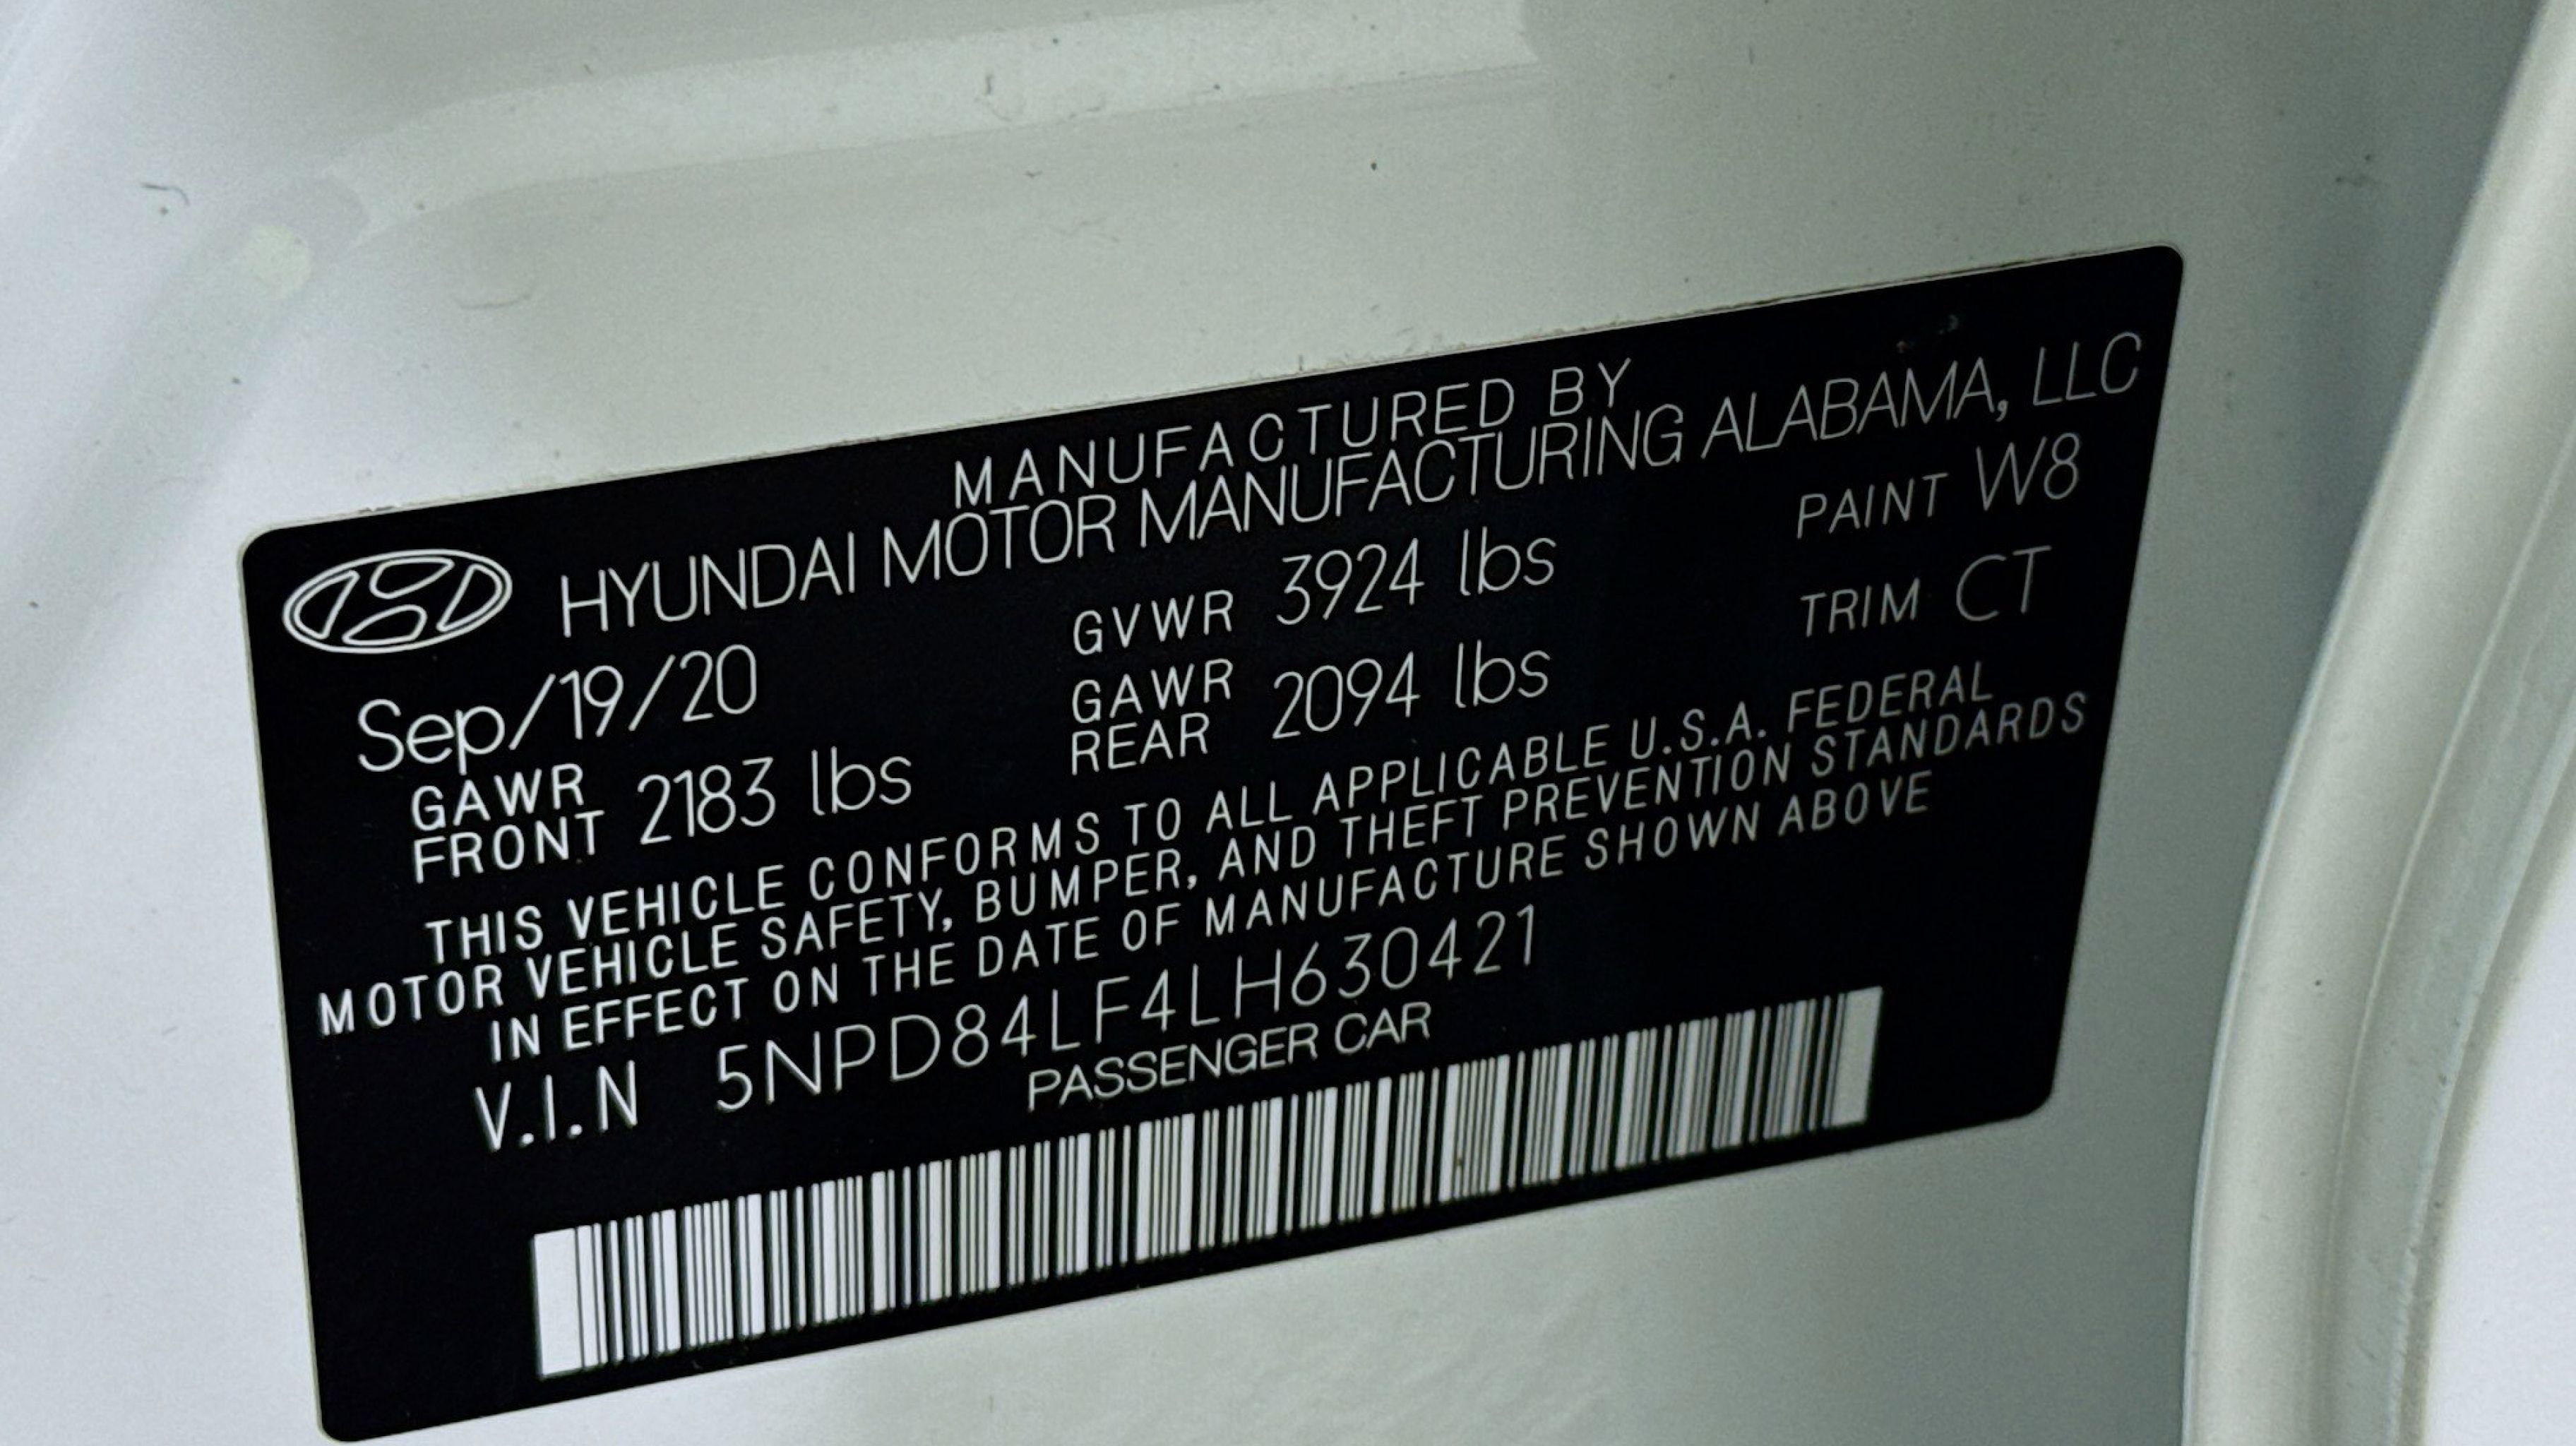 MANUFACTURED BY
HYUNDAI MOTOR MANUFACTURING ALABAMA, LLC
Sep/19/20 GVWR 3924 lbs PAINT W8
GAWR FRONT 2183 lbs GAWR REAR 2094 lbs TRIM CT
THIS VEHICLE CONFORMS TO ALL APPLICABLE U.S.A. FEDERAL
MOTOR VEHICLE SAFETY, BUMPER, AND THEFT PREVENTION STANDARDS
IN EFFECT ON THE DATE OF MANUFACTURE SHOWN ABOVE
V.I.N 5NPD84LF4LH630421
PASSENGER CAR